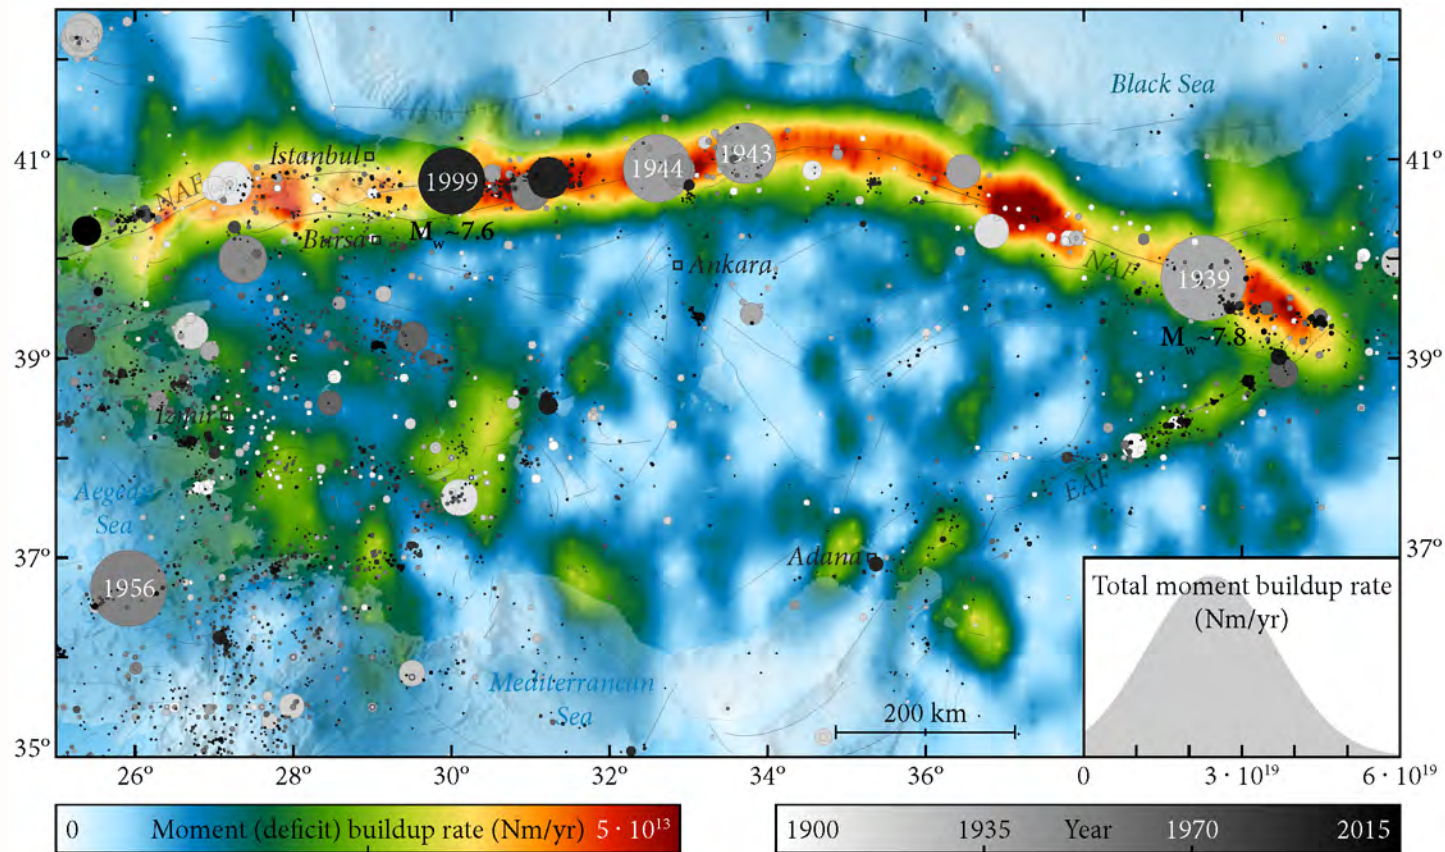 Black Sea
41° 41°
İstanbul
NAF
1999
1944
1943
Bursa
M_w~7.6
Ankara
NAF
1939
M_w~7.8
39° 39°
İzmir
EAF
Aegean
Sea
37° 37°
Adana
1956
Total moment buildup rate
(Nm/yr)
Mediterranean
Sea
200 km
35°
26° 28° 30° 32° 34° 36° 0 3 · 10¹⁹ 6 · 10¹⁹
0 Moment (deficit) buildup rate (Nm/yr) 5 · 10¹³
1900 1935 Year 1970 2015